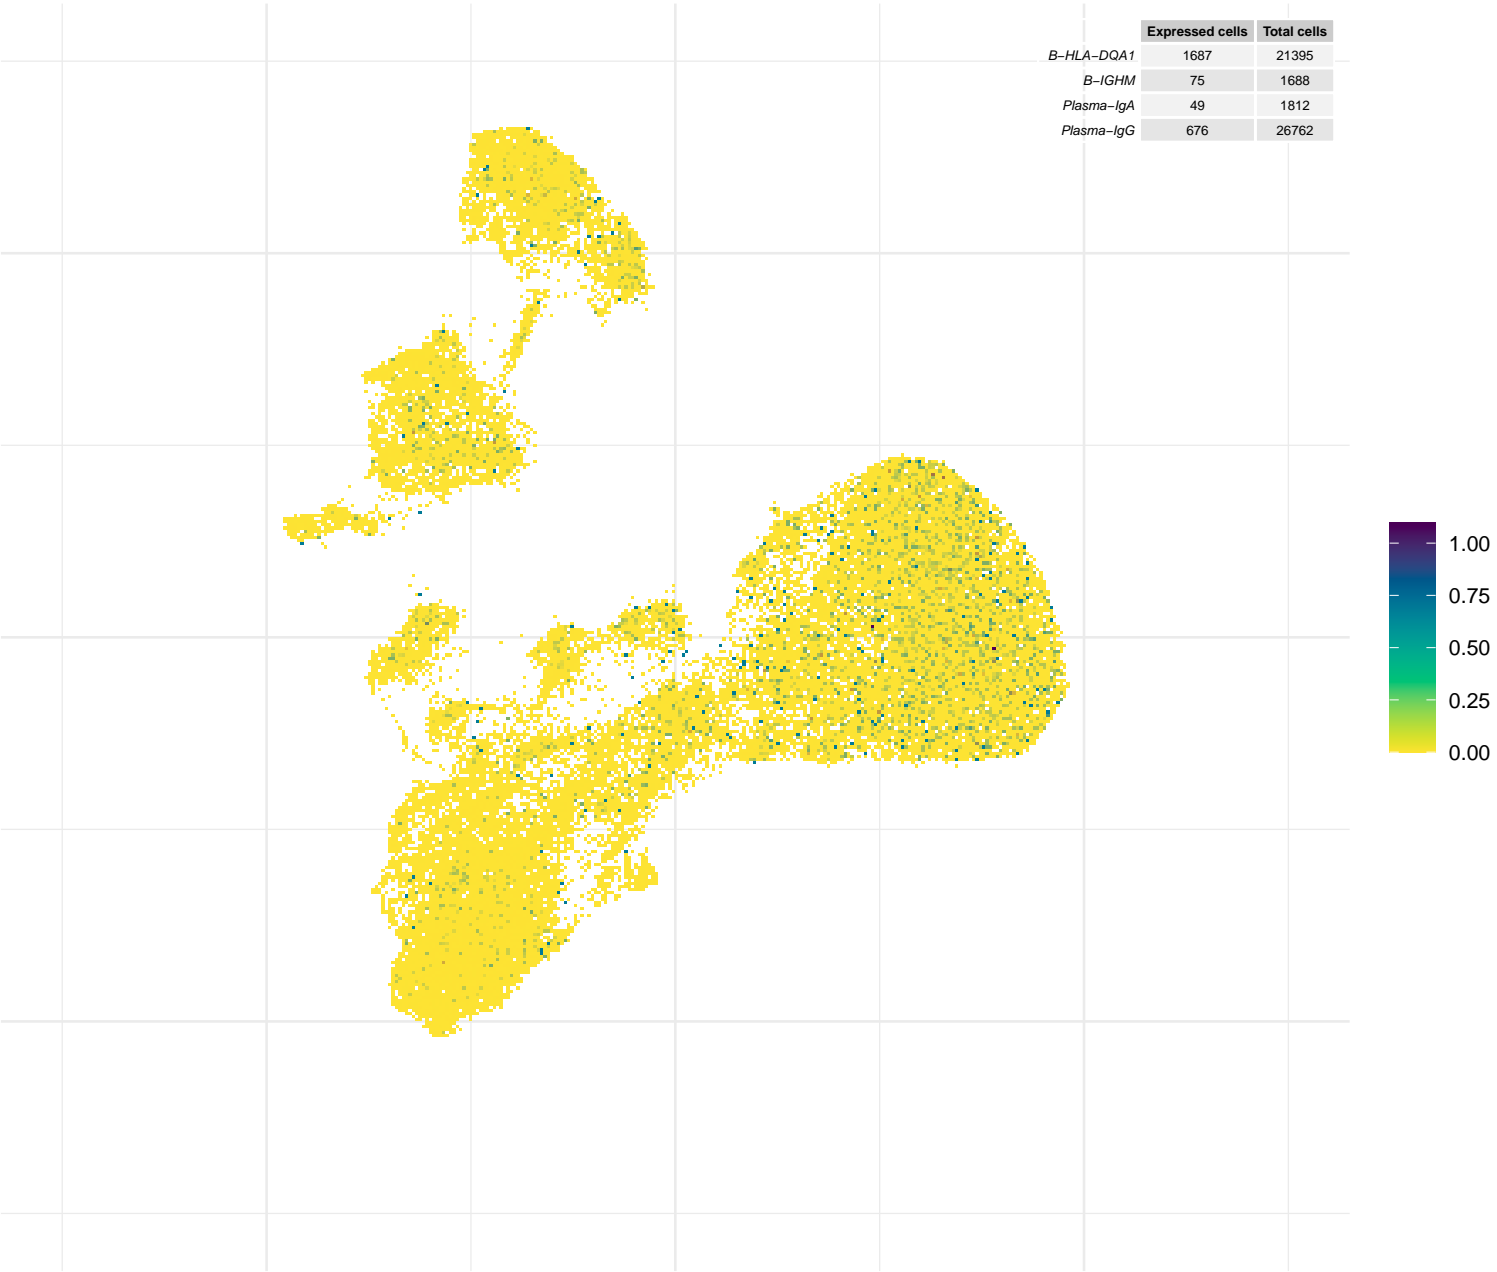 Expressed cells Total cells
B−HLA−DQA1 1687 21395
B−IGHM 75 1688
Plasma−IgA 49 1812
Plasma−IgG 676 26762
1.00
0.75
0.50
0.25
0.00